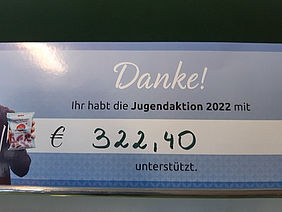 Danke!
Ihr habt die Jugendaktion 2022 mit
€ 322,40
unterstützt.